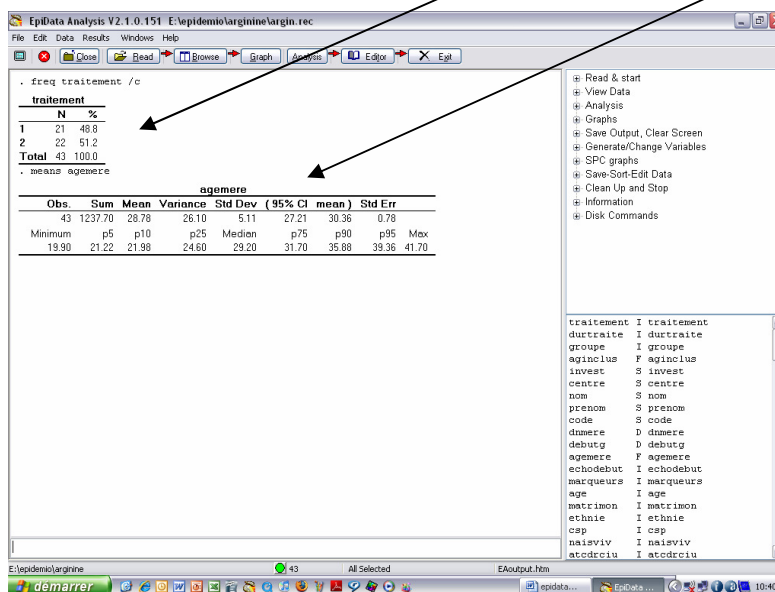 EpiData Analysis V2.1.0.151 E:\epidemio\arginine\argin.rec
File Edit Data Results Windows Help
Close Read Browse Graph Analysis Editor Exit
. freq traitement /c
traitement
N %
1 21 48.8
2 22 51.2
Total 43 100.0
. means agemere
agemere
Obs. Sum Mean Variance Std Dev ( 95% CI mean ) Std Err
43 1237.70 28.78 26.10 5.11 27.21 30.36 0.78
Minimum p5 p10 p25 Median p75 p90 p95 Max
19.90 21.22 21.98 24.60 29.20 31.70 35.88 39.36 41.70
Read & start
View Data
Analysis
Graphs
Save Output, Clear Screen
Generate/Change Variables
SPC graphs
Save-Sort-Edit Data
Clean Up and Stop
Information
Disk Commands
traitement I traitement
durtraite I durtraite
groupe I groupe
aginclus F aginclus
invest S invest
centre S centre
nom S nom
prenom S prenom
code S code
dnmere D dnmere
debutg D debutg
agemere F agemere
echodebut I echodebut
marqueurs I marqueurs
age I age
matrimon I matrimon
ethnie I ethnie
csp I csp
naisviv I naisviv
atcdrciu I atcdrciu
E:\epidemio\arginine 43 All Selected EAoutput.htm
démarrer epidata... EpiData ... 10:40